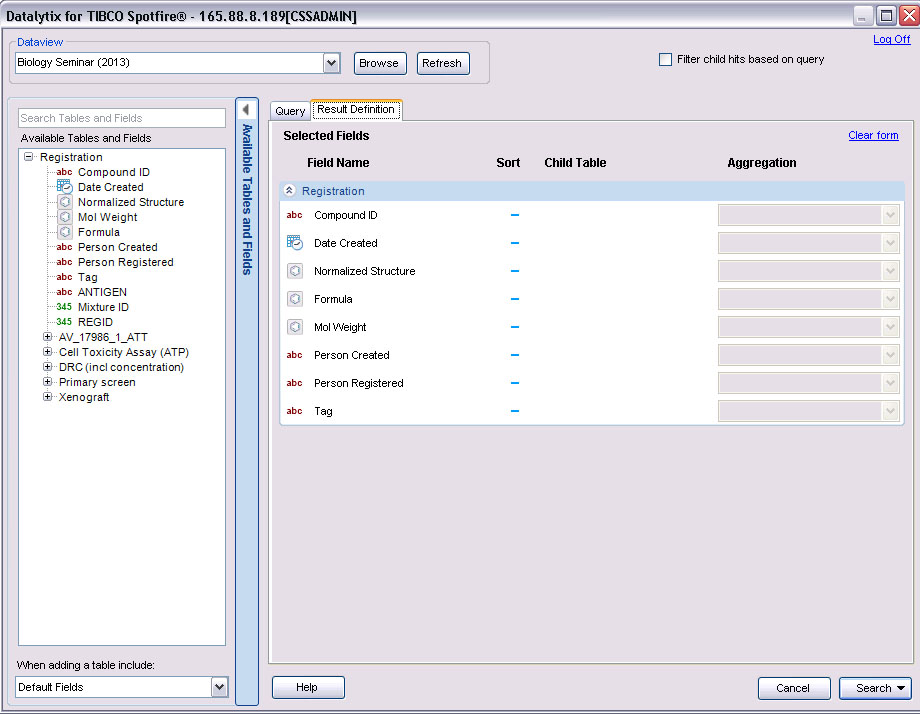 Datalytix for TIBCO Spotfire® - 165.88.8.189[CSSADMIN]
Log Off
Dataview
Biology Seminar (2013)
Browse
Refresh
Filter child hits based on query
Search Tables and Fields
Available Tables and Fields
Registration
abc Compound ID
Date Created
Normalized Structure
Mol Weight
Formula
abc Person Created
abc Person Registered
abc Tag
abc ANTIGEN
345 Mixture ID
345 REGID
AV_17986_1_ATT
Cell Toxicity Assay (ATP)
DRC (incl concentration)
Primary screen
Xenograft
When adding a table include:
Default Fields
Available Tables and Fields
Query
Result Definition
Selected Fields
Clear form
Field Name Sort Child Table Aggregation
Registration
abc Compound ID
Date Created
Normalized Structure
Formula
Mol Weight
abc Person Created
abc Person Registered
abc Tag
Help
Cancel
Search